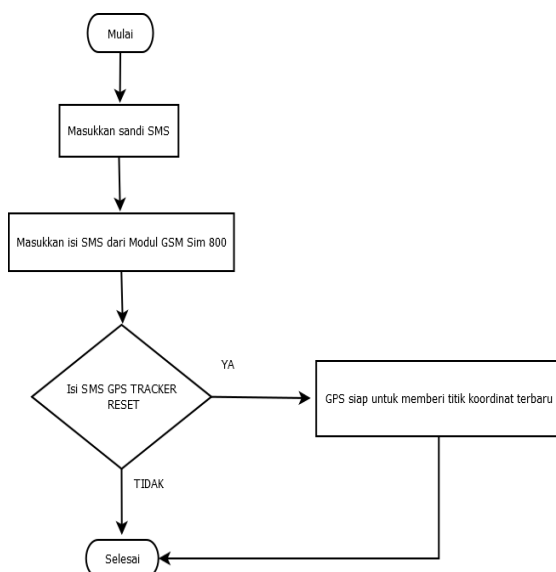 Mulai
Masukkan sandi SMS
Masukkan isi SMS dari Modul GSM Sim 800
Isi SMS GPS TRACKER
RESET
YA
GPS siap untuk memberi titik koordinat terbaru
TIDAK
Selesai